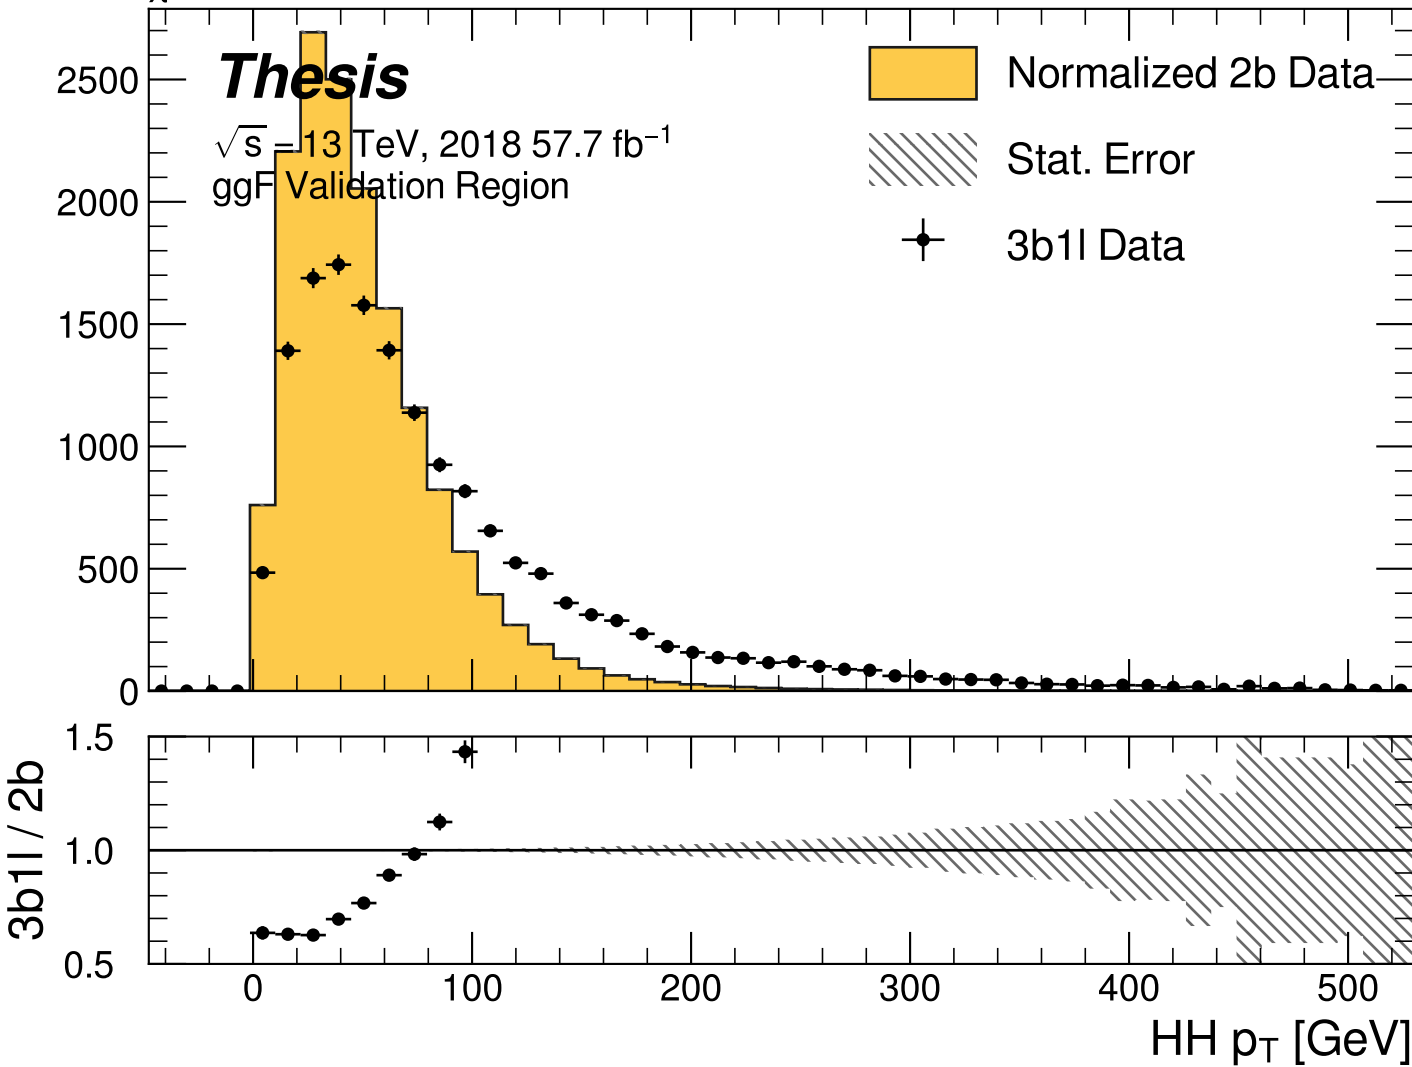 Thesis
√s = 13 TeV, 2018 57.7 fb⁻¹
ggF Validation Region
Normalized 2b Data
Stat. Error
3b1l Data
2500
2000
1500
1000
500
0
3b1l / 2b
1.5
1.0
0.5
0 100 200 300 400 500
HH p_T [GeV]